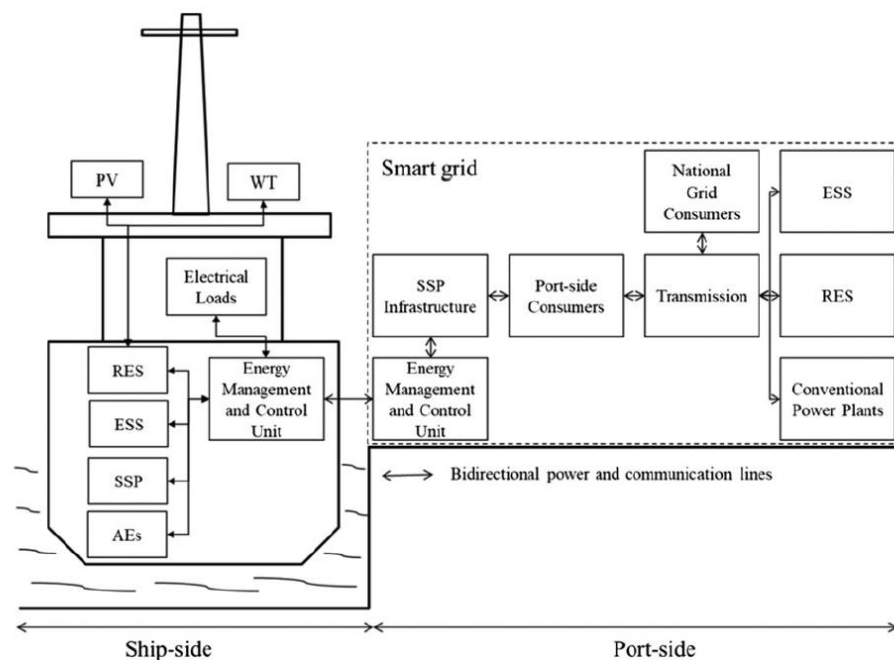 PV
WT
Electrical
Loads
RES
ESS
SSP
AEs
Energy
Management
and Control
Unit
Smart grid
SSP
Infrastructure
Energy
Management
and Control
Unit
Port-side
Consumers
National
Grid
Consumers
Transmission
ESS
RES
Conventional
Power Plants
Bidirectional power and communication lines
Ship-side
Port-side